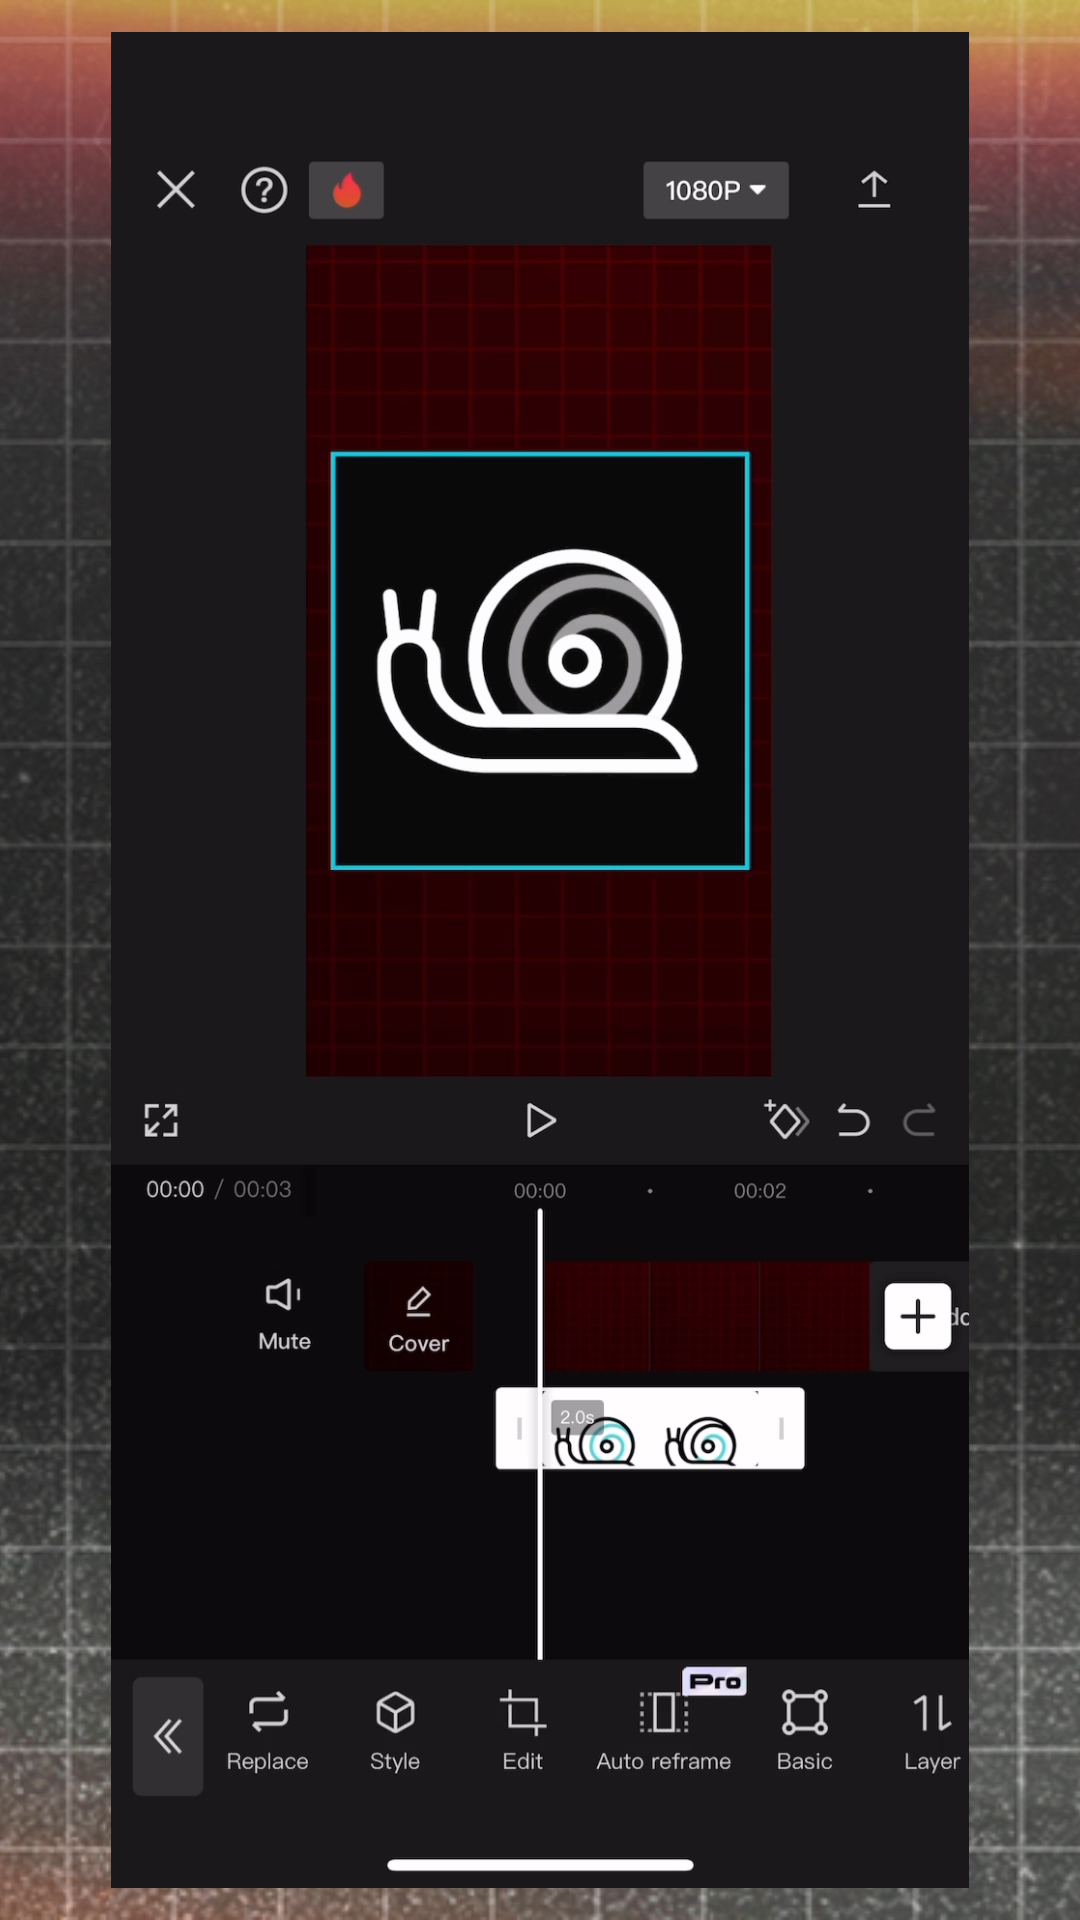 1080P
00:00 / 00:03
00:00
00:02
Mute
Cover
2.0s
Pro
Replace
Style
Edit
Auto reframe
Basic
Layer